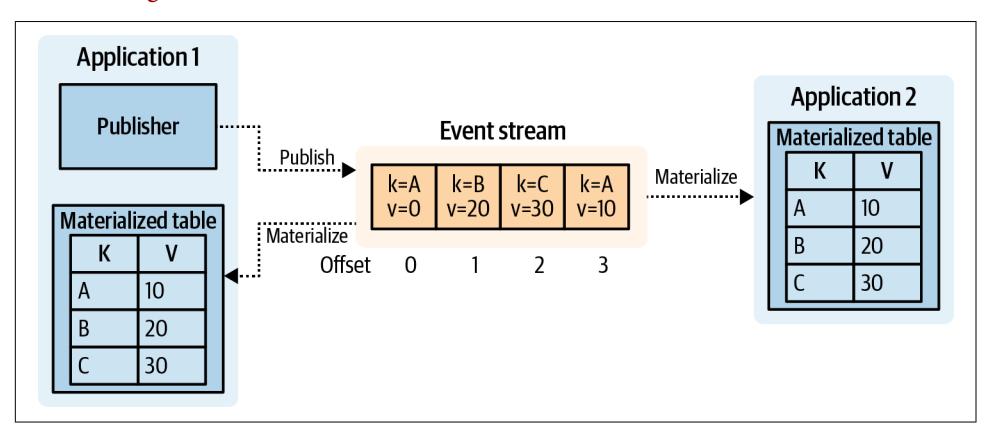 Application 1
Publisher
Publish
Materialized table
K V
A 10
B 20
C 30
Materialize
Event stream
k=A k=B k=C k=A
v=0 v=20 v=30 v=10
Offset 0 1 2 3
Materialize
Application 2
Materialized table
K V
A 10
B 20
C 30